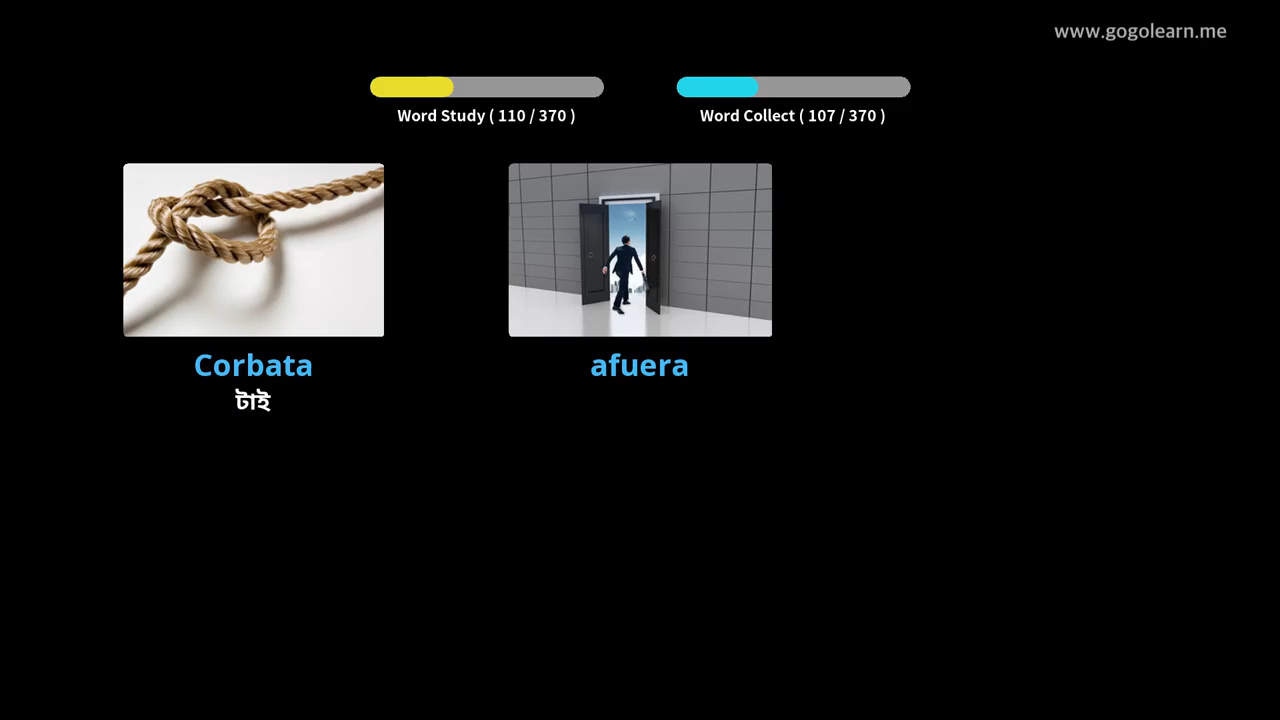 www.gogolearn.me
Word Study ( 110 / 370 )
Word Collect ( 107 / 370 )
Corbata
afuera
টাই